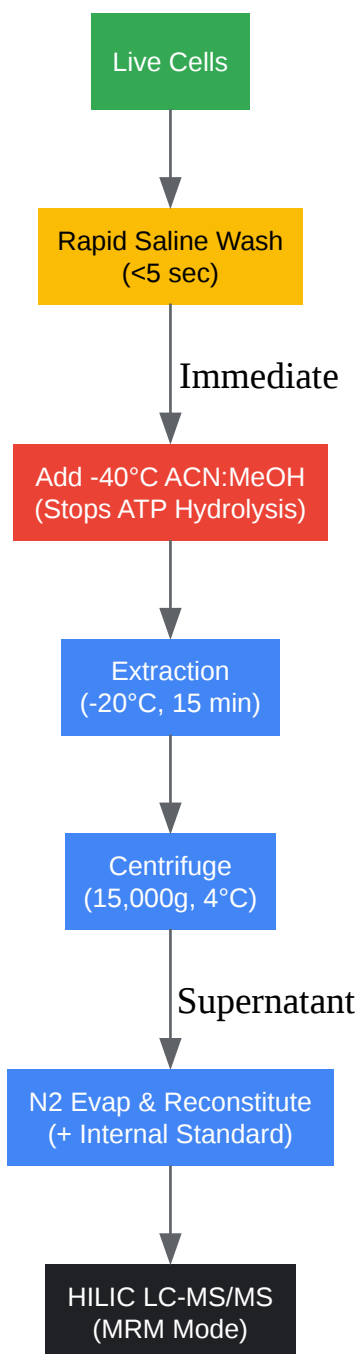 Live Cells
Rapid Saline Wash
(<5 sec)
Immediate
Add -40°C ACN:MeOH
(Stops ATP Hydrolysis)
Extraction
(-20°C, 15 min)
Centrifuge
(15,000g, 4°C)
Supernatant
N2 Evap & Reconstitute
(+ Internal Standard)
HILIC LC-MS/MS
(MRM Mode)